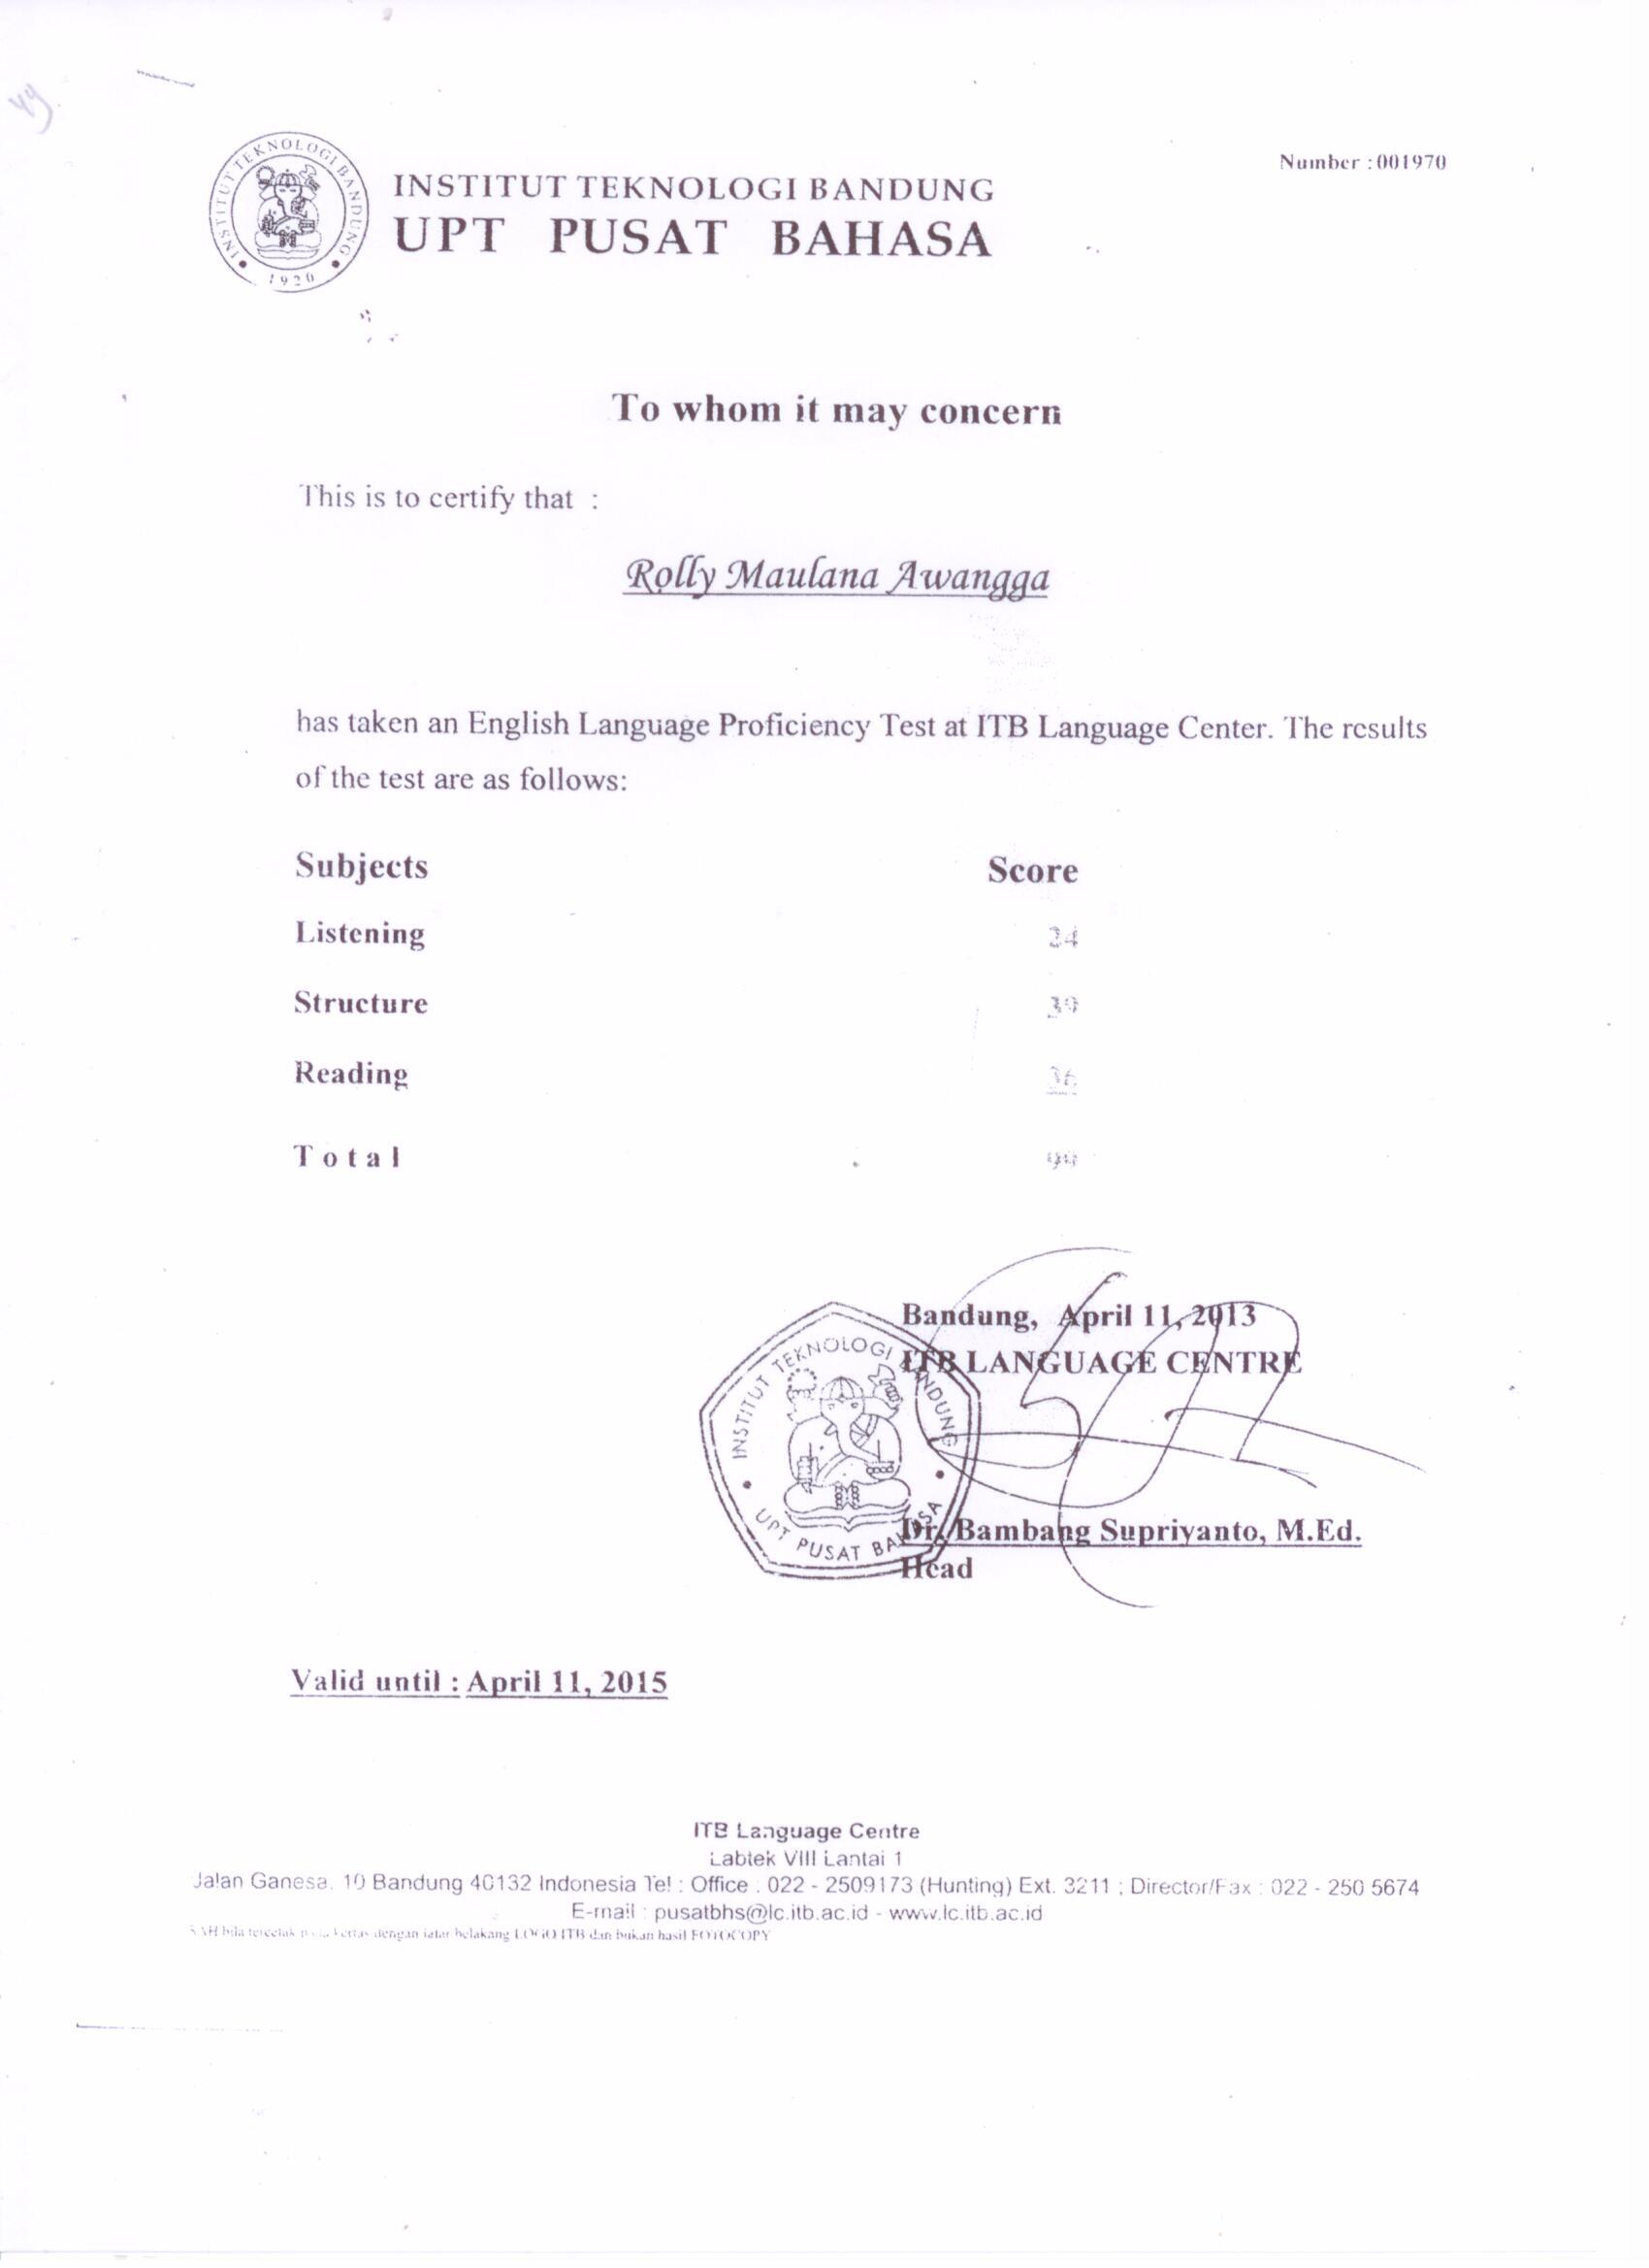 Number : 001970
INSTITUT TEKNOLOGI BANDUNG
1920
INSTITUT TEKNOLOGI BANDUNG
UPT PUSAT BAHASA
To whom it may concern
This is to certify that :
Rolly Maulana Awangga
has taken an English Language Proficiency Test at ITB Language Center. The results
of the test are as follows:
Subjects Score
Listening 24
Structure 39
Reading 36
Total 99
Bandung, April 11, 2013
ITB LANGUAGE CENTRE
INSTITUT TEKNOLOGI BANDUNG
UPT PUSAT BAHASA
Dr. Bambang Supriyanto, M.Ed.
Head
Valid until : April 11, 2015
ITB Language Centre
Labtek VIII Lantai 1
Jalan Ganesa. 10 Bandung 40132 Indonesia Tel : Office : 022 - 2509173 (Hunting) Ext. 3211 ; Director/Fax : 022 - 250 5674
E-mail : pusatbhs@lc.itb.ac.id - www.lc.itb.ac.id
SAH bila tercetak kertas dengan latar belakang LOGO ITB dan bukan hasil FOTOCOPY